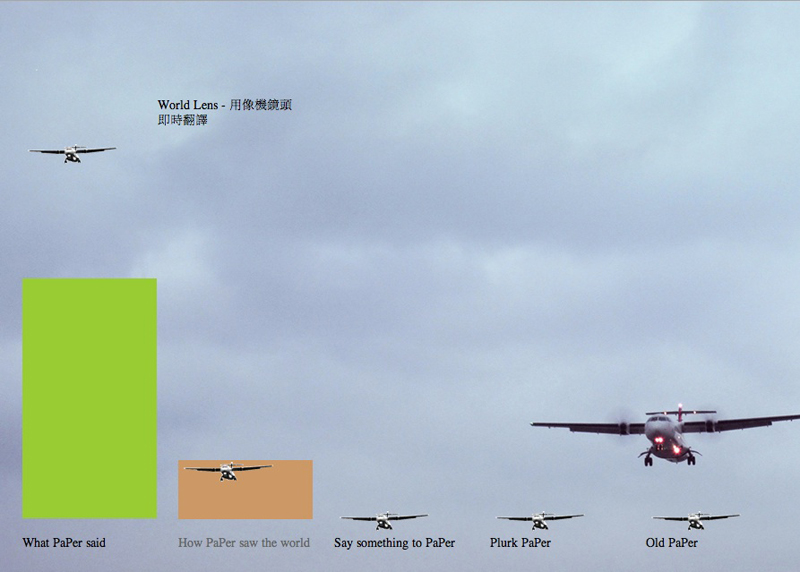 World Lens - 用像機鏡頭
即時翻譯
What PaPer said
How PaPer saw the world
Say something to PaPer
Plurk PaPer
Old PaPer